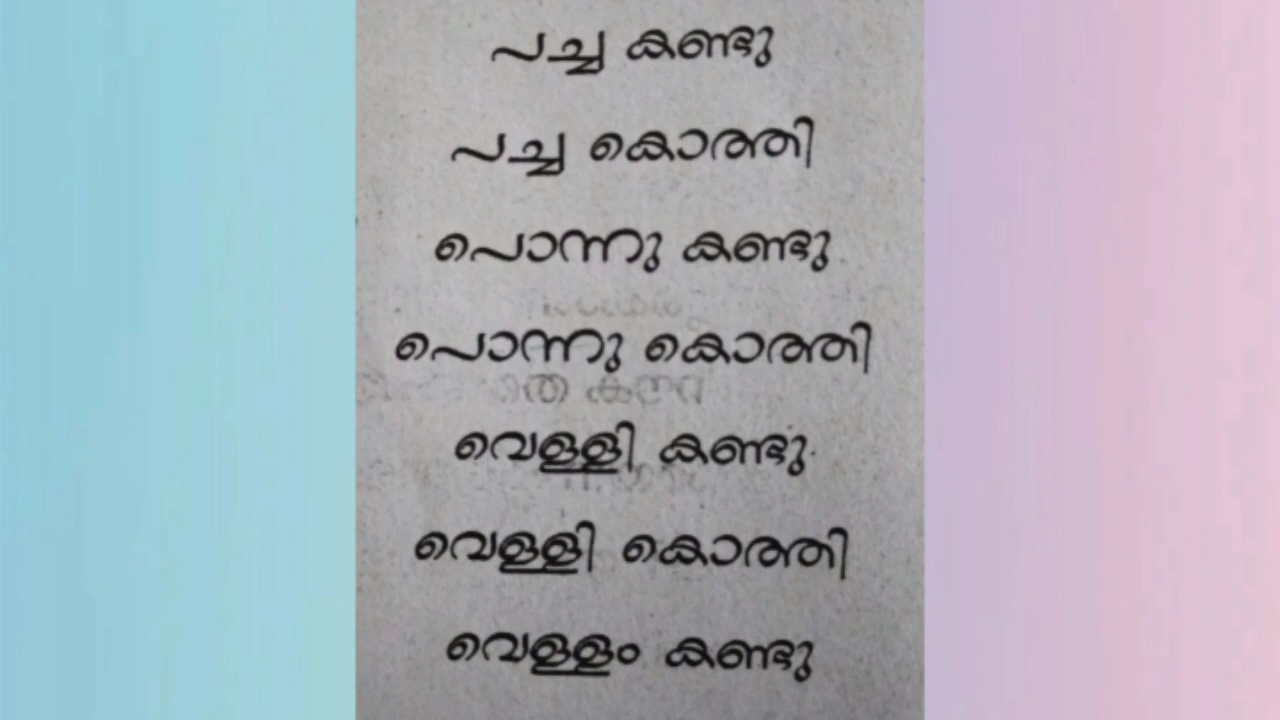 പച്ച കണ്ടു
പച്ച കൊത്തി
പൊന്നു കണ്ടു
പൊന്നു കൊത്തി
വെള്ളി കണ്ടു
വെള്ളി കൊത്തി
വെള്ളം കണ്ടു